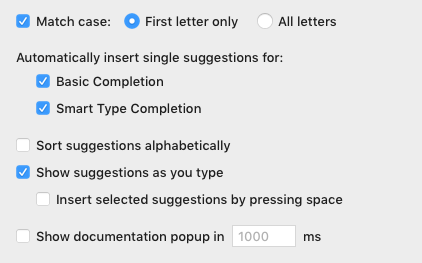 Match case: First letter only All letters
Automatically insert single suggestions for:
Basic Completion
Smart Type Completion
Sort suggestions alphabetically
Show suggestions as you type
Insert selected suggestions by pressing space
Show documentation popup in 1000 ms